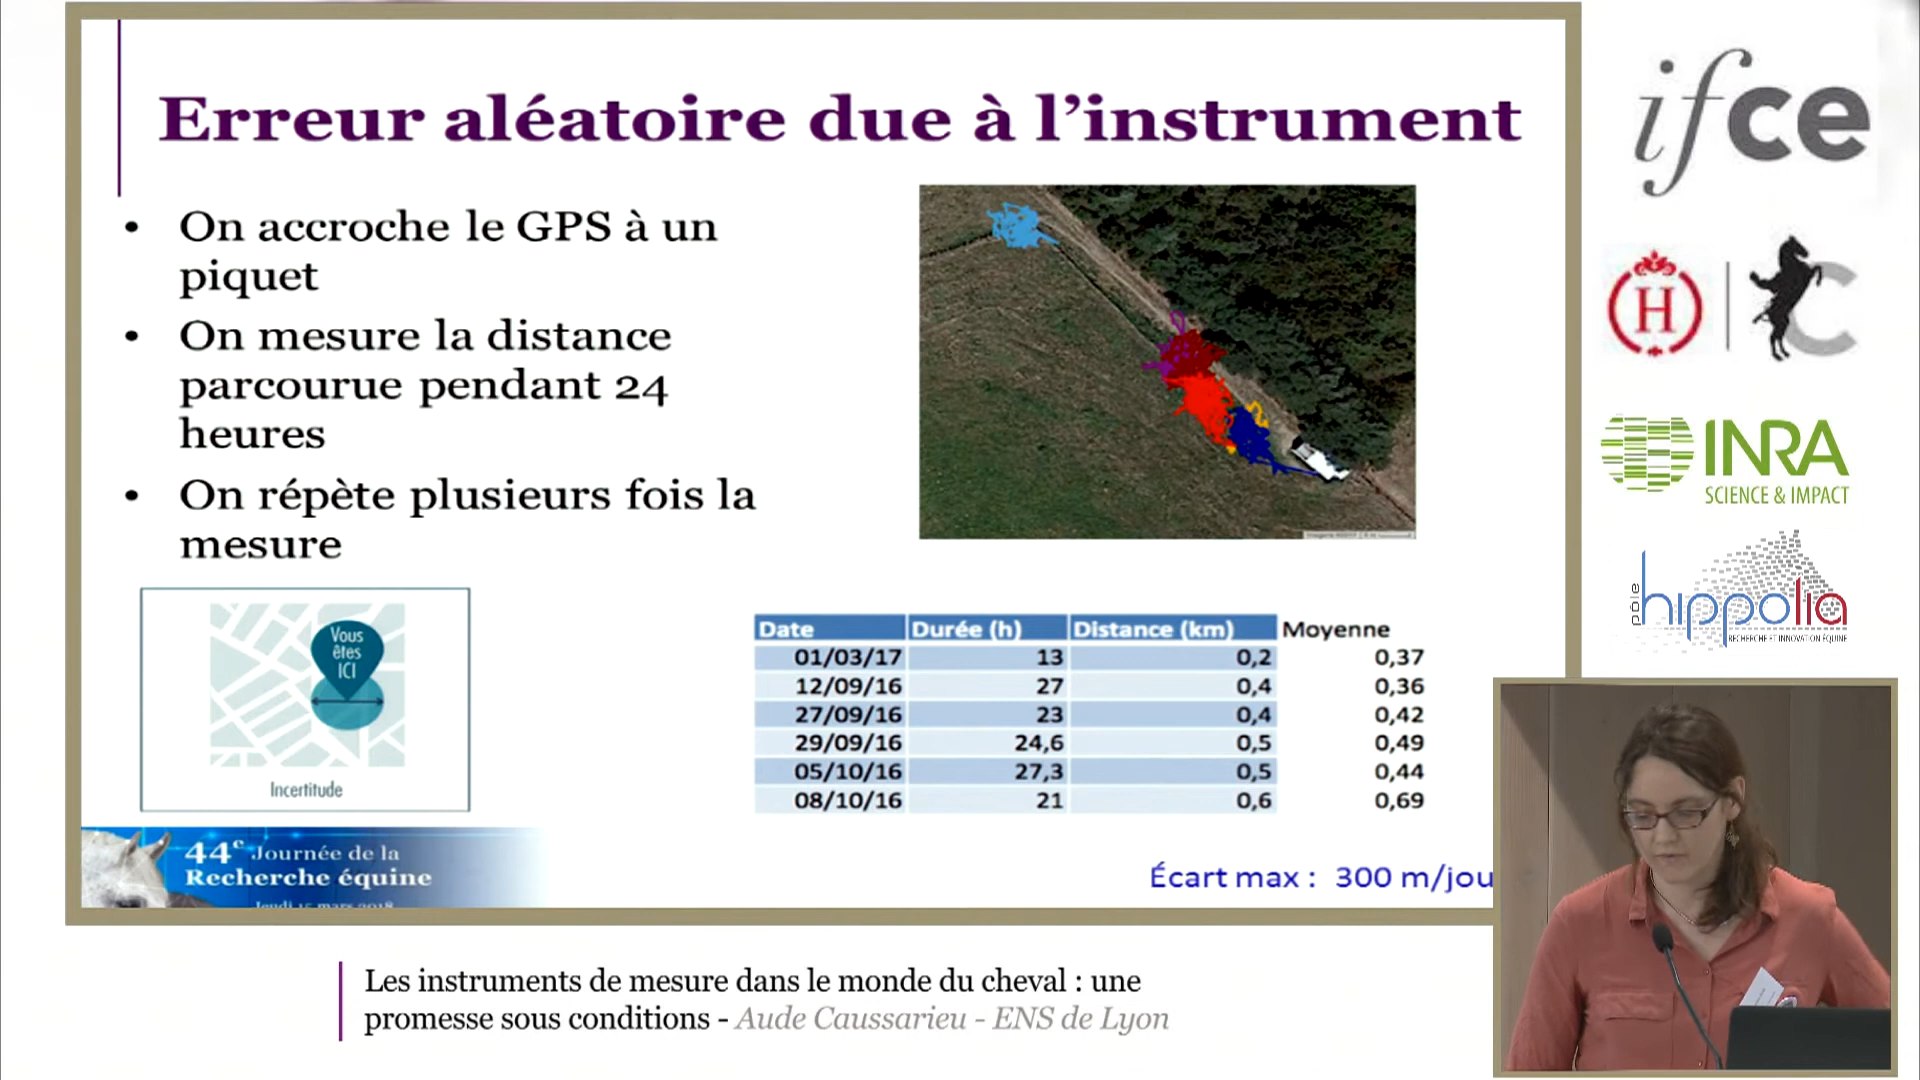 Erreur aléatoire due à l’instrument
• On accroche le GPS à un
piquet
• On mesure la distance
parcourue pendant 24
heures
• On répète plusieurs fois la
mesure
Vous
êtes
ICI
Incertitude
Date Durée (h) Distance (km) Moyenne
01/03/17 13 0,2 0,37
12/09/16 27 0,4 0,36
27/09/16 23 0,4 0,42
29/09/16 24,6 0,5 0,49
05/10/16 27,3 0,5 0,44
08/10/16 21 0,6 0,69
Écart max : 300 m/jou
44e Journée de la
Recherche équine
Jeudi 15 mars 2018
Les instruments de mesure dans le monde du cheval : une
promesse sous conditions - Aude Caussarieu - ENS de Lyon
ifce
H
C
INRA
SCIENCE & IMPACT
pôle
hippolia
RECHERCHE ET INNOVATION ÉQUINE